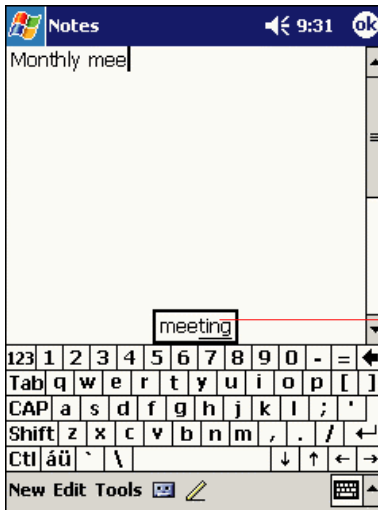 Notes 9:31 ok
Monthly mee
meeting
123 1 2 3 4 5 6 7 8 9 0 - =
Tab q w e r t y u i o p [ ]
CAP a s d f g h j k l ; '
Shift z x c v b n m , . /
Ctl áü ` \ ↓ ↑ ← →
New Edit Tools